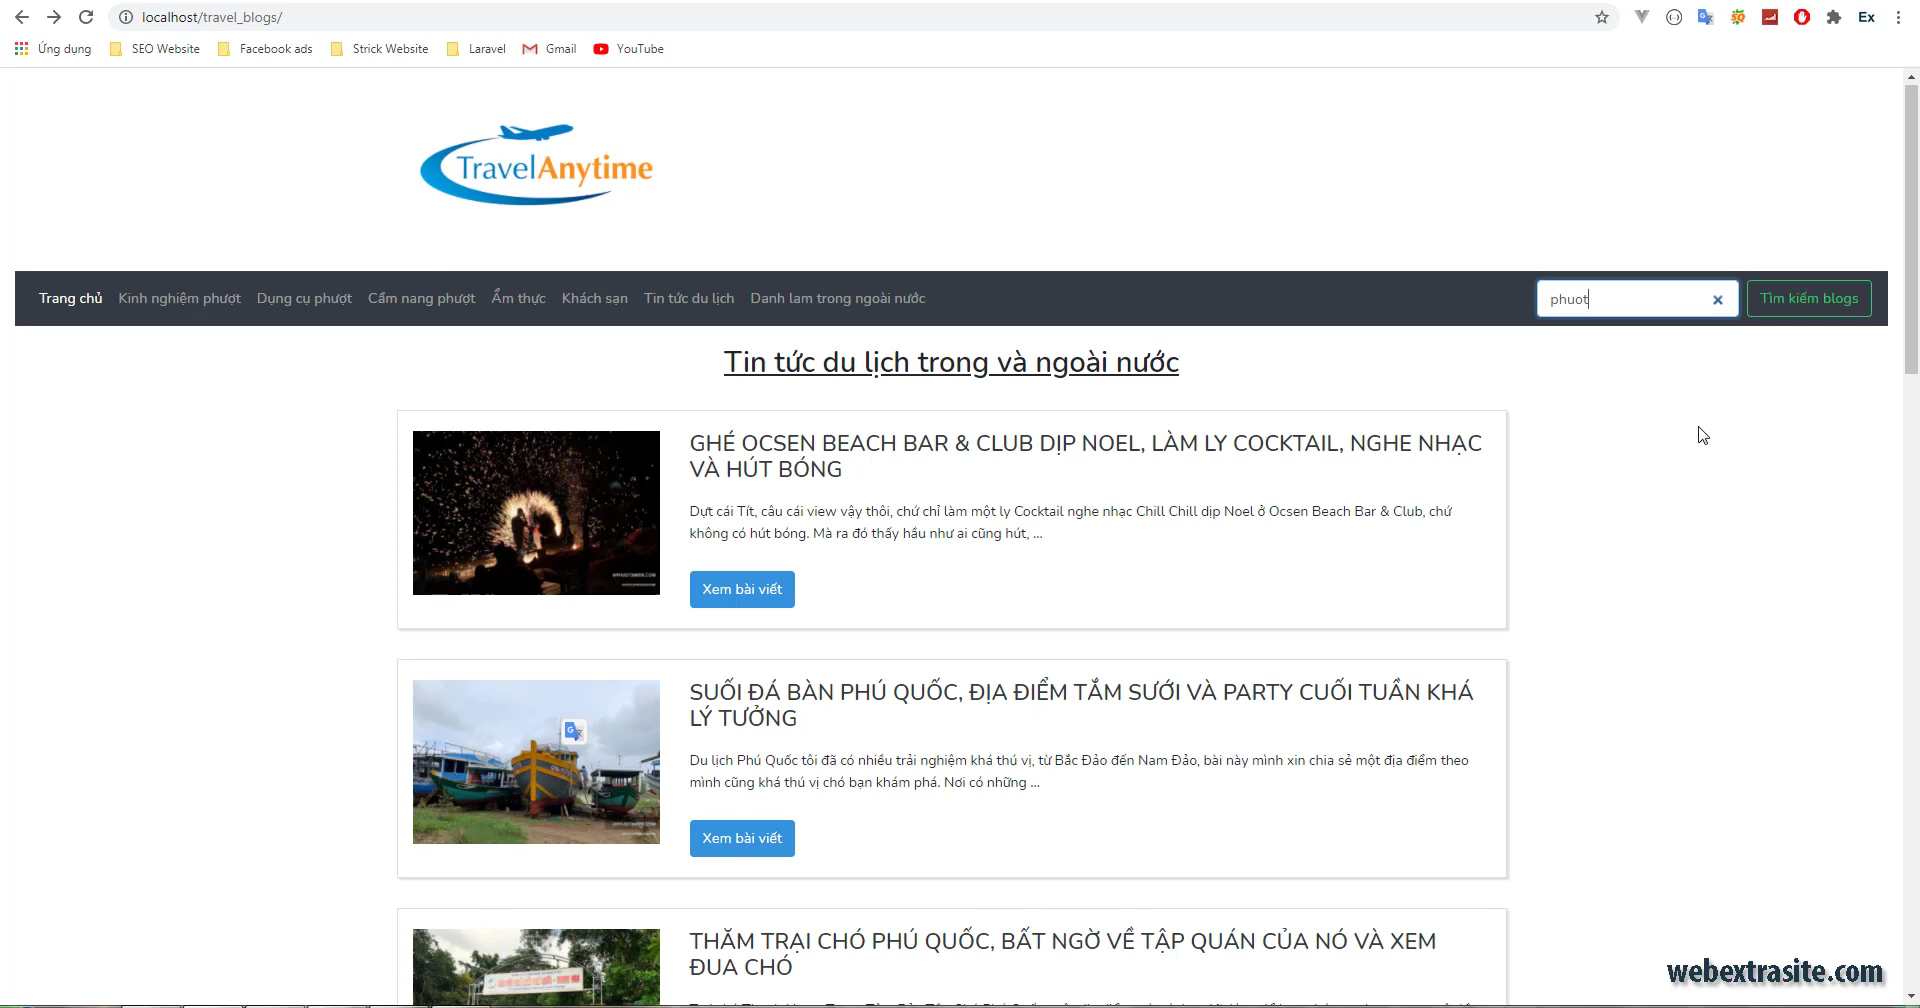 localhost/travel_blogs/
Ex
Ứng dụng
SEO Website
Facebook ads
Strick Website
Laravel
Gmail
YouTube
TravelAnytime
Trang chủ
Kinh nghiệm phượt
Dụng cụ phượt
Cẩm nang phượt
Ẩm thực
Khách sạn
Tin tức du lịch
Danh lam trong ngoài nước
phuot
Tìm kiếm blogs
Tin tức du lịch trong và ngoài nước
GHÉ OCSEN BEACH BAR & CLUB DỊP NOEL, LÀM LY COCKTAIL, NGHE NHẠC
VÀ HÚT BÓNG
Dựt cái Tít, câu cái view vậy thôi, chứ chỉ làm một ly Cocktail nghe nhạc Chill Chill dịp Noel ở Ocsen Beach Bar & Club, chứ
không có hút bóng. Mà ra đó thấy hầu như ai cũng hút, ...
Xem bài viết
SUỐI ĐÁ BÀN PHÚ QUỐC, ĐỊA ĐIỂM TẮM SƯỚI VÀ PARTY CUỐI TUẦN KHÁ
LÝ TƯỞNG
Du lịch Phú Quốc tôi đã có nhiều trải nghiệm khá thú vị, từ Bắc Đảo đến Nam Đảo, bài này mình xin chia sẻ một địa điểm theo
mình cũng khá thú vị chó bạn khám phá. Nơi có những ...
Xem bài viết
THĂM TRẠI CHÓ PHÚ QUỐC, BẤT NGỜ VỀ TẬP QUÁN CỦA NÓ VÀ XEM
ĐUA CHÓ
webextrasite.com